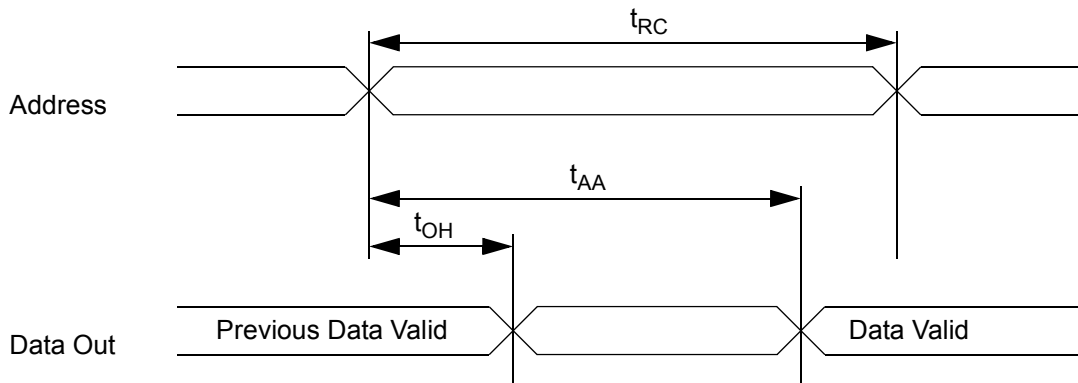 tRC
Address
tAA
tOH
Previous Data Valid
Data Valid
Data Out